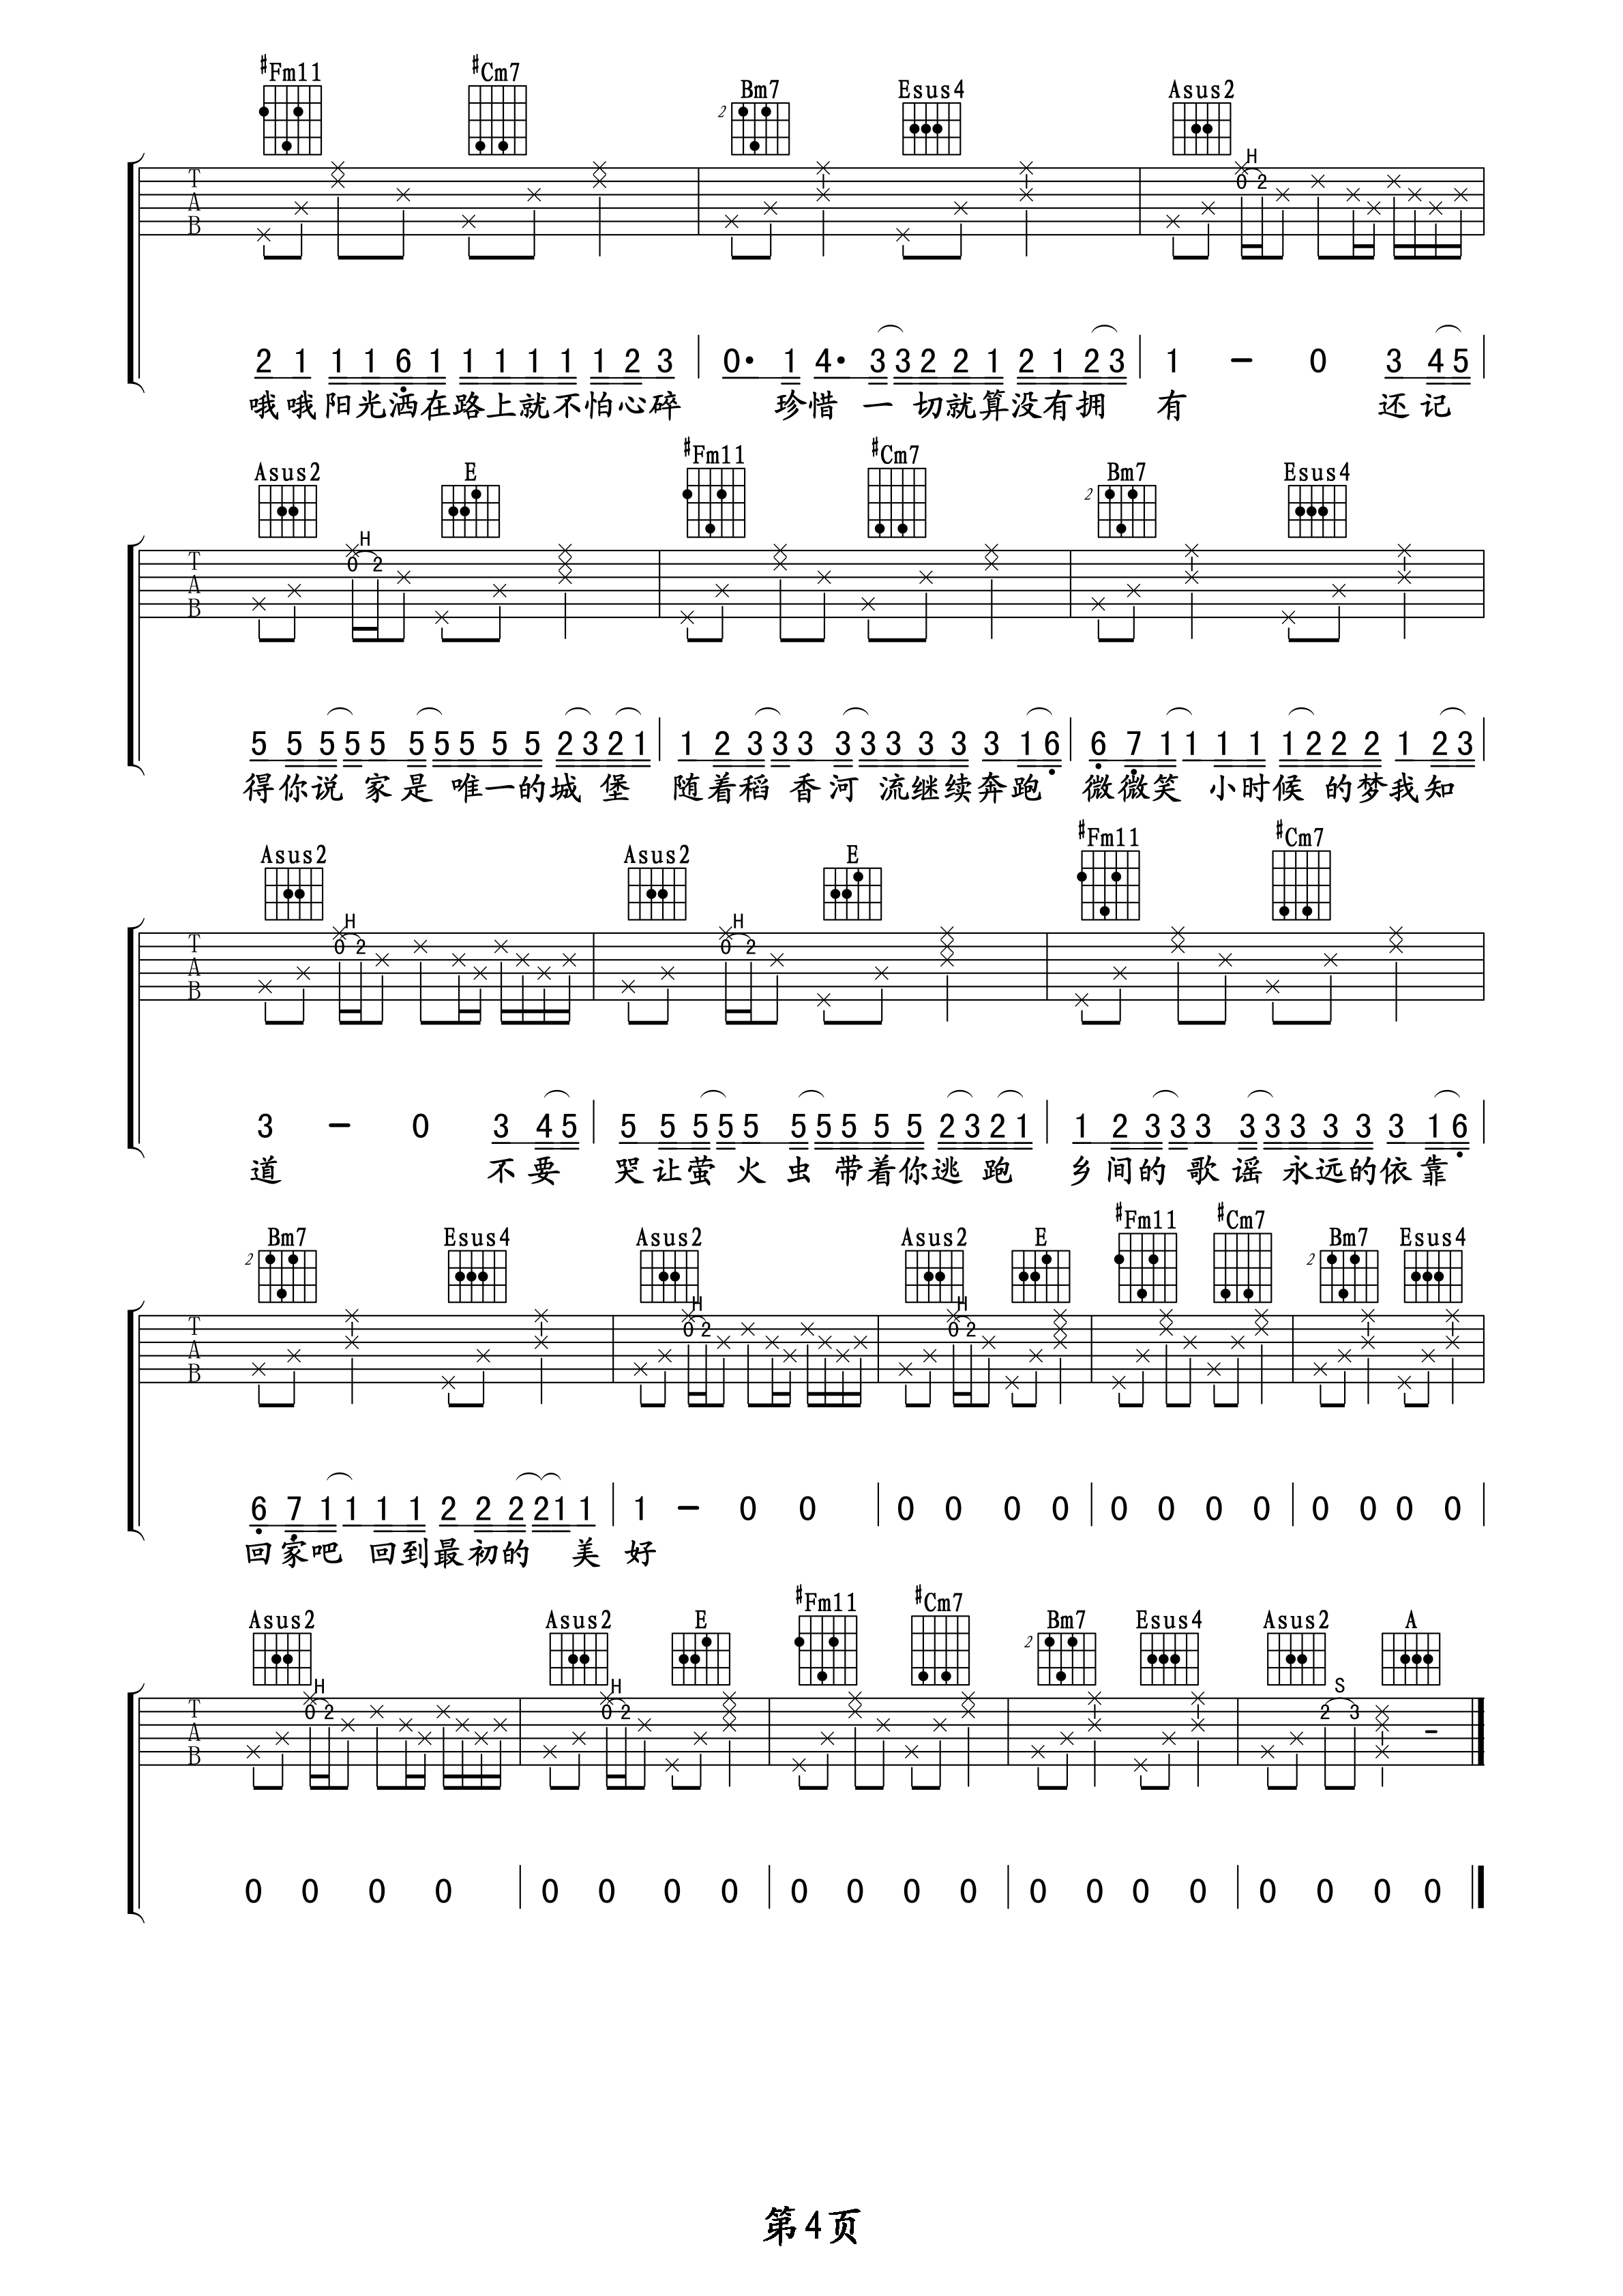 #Fm11 #Cm7 Bm7 Esus4 Asus2
2 2 H
T 0 2
A
B
2 1 1 1 6 1 1 1 1 1 1 2 3 0· 1 4· 3 3 2 2 1 2 1 2 3 1 - 0 3 4 5
哦哦阳光洒在路上就不怕心碎 珍惜 一 切就算没有拥 有 还记
Asus2 E #Fm11 #Cm7 Bm7 Esus4
H 2
T 0 2
A
B
5 5 5 5 5 5 5 5 5 5 2 3 2 1 1 2 3 3 3 3 3 3 3 3 3 1 6 6 7 1 1 1 1 1 2 2 2 1 2 3
得你说 家是 唯一的城 堡 随着稻 香河 流继续奔跑 微微笑 小时候 的梦我知
Asus2 Asus2 E #Fm11 #Cm7
H H
T 0 2 0 2
A
B
3 - 0 3 4 5 5 5 5 5 5 5 5 5 5 5 2 3 2 1 1 2 3 3 3 3 3 3 3 3 3 1 6
道 不要 哭让萤 火虫 带着你逃 跑 乡间的 歌谣 永远的依靠
Bm7 Esus4 Asus2 Asus2 E #Fm11 #Cm7 Bm7 Esus4
2 H H 2
T 0 2 0 2
A
B
6 7 1 1 1 1 2 2 2 2 1 1 1 - 0 0 0 0 0 0 0 0 0 0 0 0 0 0
回家吧 回到最初的 美 好
Asus2 Asus2 E #Fm11 #Cm7 Bm7 Esus4 Asus2 A
H H 2 S
T 0 2 0 2 2 3
A -
B
0 0 0 0 0 0 0 0 0 0 0 0 0 0 0 0 0 0 0 0
第4页